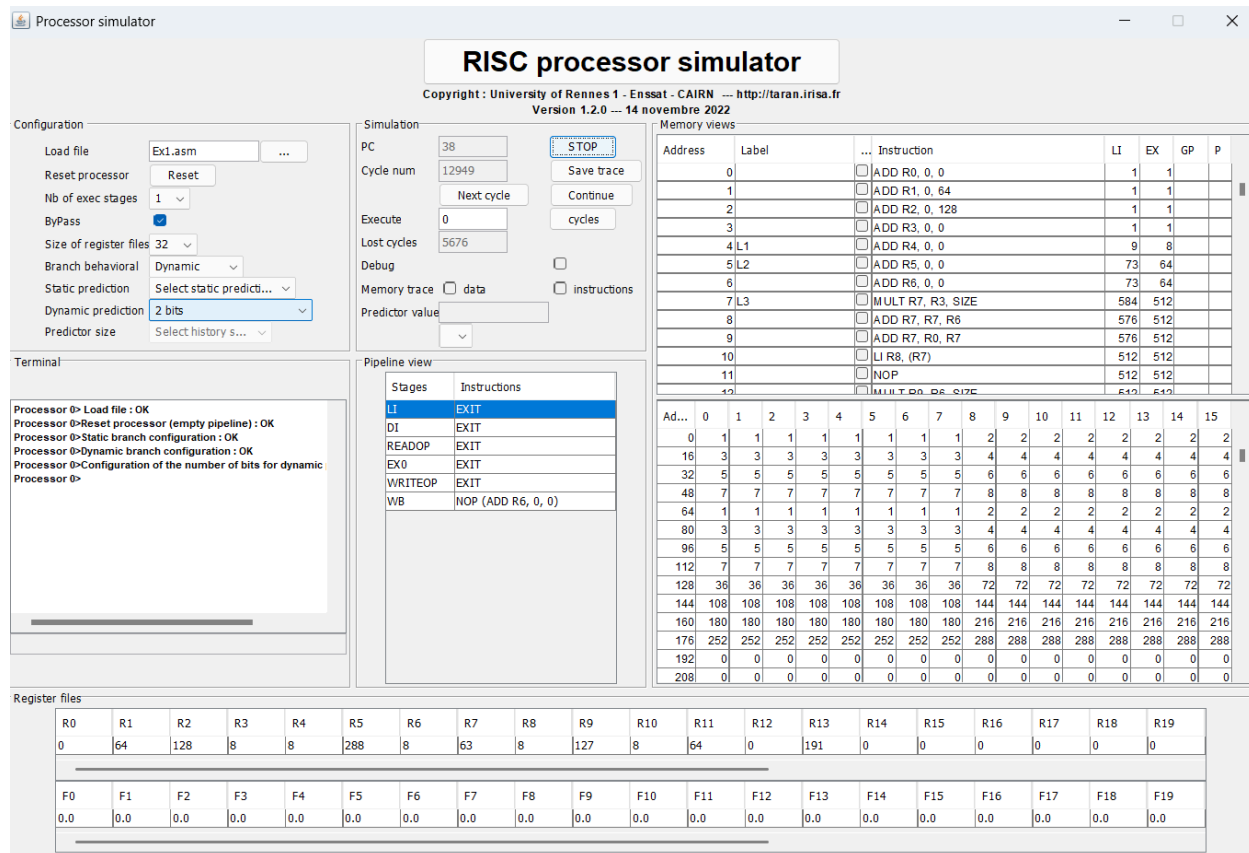 Processor simulator
RISC processor simulator
Copyright : University of Rennes 1 - Enssat - CAIRN --- http://taran.irisa.fr
Version 1.2.0 --- 14 novembre 2022
Configuration
Load file Ex1.asm ...
Reset processor Reset
Nb of exec stages 1
ByPass
Size of register files 32
Branch behavioral Dynamic
Static prediction Select static predicti...
Dynamic prediction 2 bits
Predictor size Select history s...
Simulation
PC 38 STOP
Cycle num 12949 Save trace
Next cycle Continue
Execute 0 cycles
Lost cycles 5676
Debug
Memory trace data instructions
Predictor value
Memory views
Address Label ... Instruction LI EX GP P
0 ADD R0, 0, 0 1 1
1 ADD R1, 0, 64 1 1
2 ADD R2, 0, 128 1 1
3 ADD R3, 0, 0 1 1
4 L1 ADD R4, 0, 0 9 8
5 L2 ADD R5, 0, 0 73 64
6 ADD R6, 0, 0 73 64
7 L3 MULT R7, R3, SIZE 584 512
8 ADD R7, R7, R6 576 512
9 ADD R7, R0, R7 576 512
10 LI R8, (R7) 512 512
11 NOP 512 512
12 MULT R9, R6, SIZE 512 512
Terminal
Processor 0> Load file : OK
Processor 0>Reset processor (empty pipeline) : OK
Processor 0>Static branch configuration : OK
Processor 0>Dynamic branch configuration : OK
Processor 0>Configuration of the number of bits for dynamic
Processor 0>
Pipeline view
Stages Instructions
LI EXIT
DI EXIT
READOP EXIT
EX0 EXIT
WRITEOP EXIT
WB NOP (ADD R6, 0, 0)
Ad... 0 1 2 3 4 5 6 7 8 9 10 11 12 13 14 15
0 1 1 1 1 1 1 1 1 2 2 2 2 2 2 2 2
16 3 3 3 3 3 3 3 3 4 4 4 4 4 4 4 4
32 5 5 5 5 5 5 5 5 6 6 6 6 6 6 6 6
48 7 7 7 7 7 7 7 7 8 8 8 8 8 8 8 8
64 1 1 1 1 1 1 1 1 2 2 2 2 2 2 2 2
80 3 3 3 3 3 3 3 3 4 4 4 4 4 4 4 4
96 5 5 5 5 5 5 5 5 6 6 6 6 6 6 6 6
112 7 7 7 7 7 7 7 7 8 8 8 8 8 8 8 8
128 36 36 36 36 36 36 36 36 72 72 72 72 72 72 72 72
144 108 108 108 108 108 108 108 108 144 144 144 144 144 144 144 144
160 180 180 180 180 180 180 180 180 216 216 216 216 216 216 216 216
176 252 252 252 252 252 252 252 252 288 288 288 288 288 288 288 288
192 0 0 0 0 0 0 0 0 0 0 0 0 0 0 0 0
208 0 0 0 0 0 0 0 0 0 0 0 0 0 0 0 0
Register files
R0 R1 R2 R3 R4 R5 R6 R7 R8 R9 R10 R11 R12 R13 R14 R15 R16 R17 R18 R19
0 64 128 8 8 288 8 63 8 127 8 64 0 191 0 0 0 0 0 0
F0 F1 F2 F3 F4 F5 F6 F7 F8 F9 F10 F11 F12 F13 F14 F15 F16 F17 F18 F19
0.0 0.0 0.0 0.0 0.0 0.0 0.0 0.0 0.0 0.0 0.0 0.0 0.0 0.0 0.0 0.0 0.0 0.0 0.0 0.0